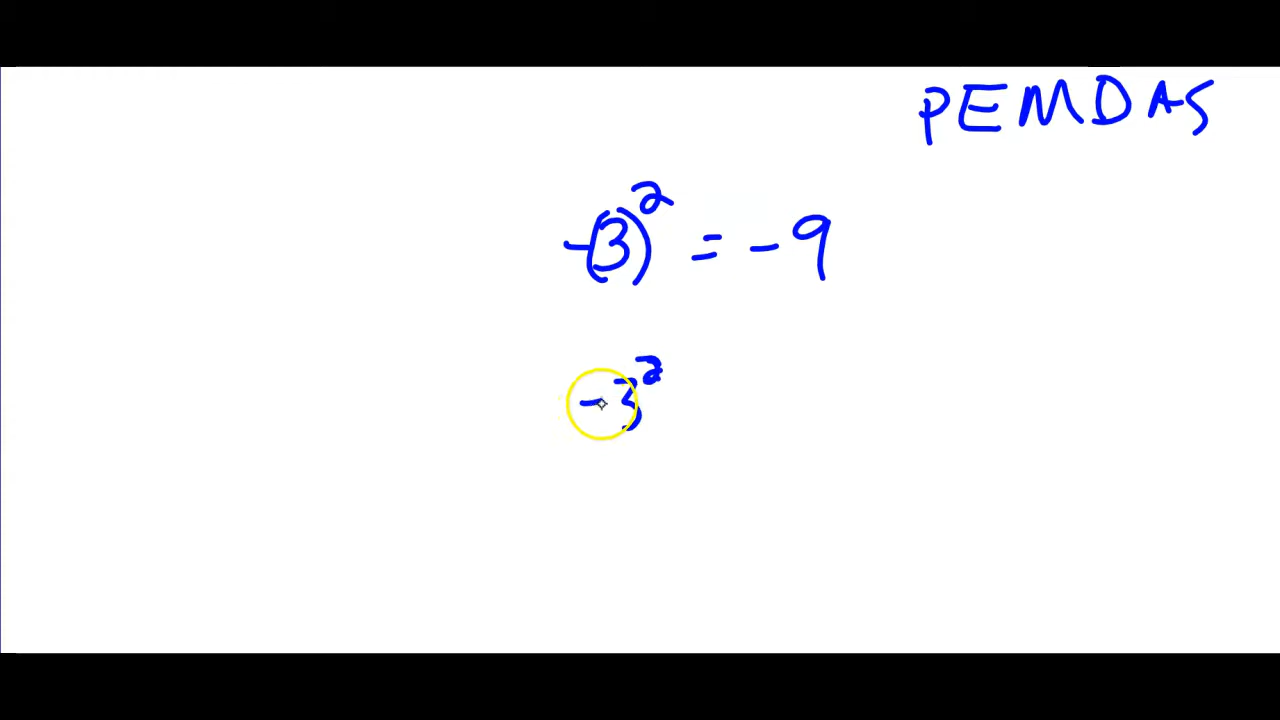 PEMDAS
-(3)² = -9
-3²